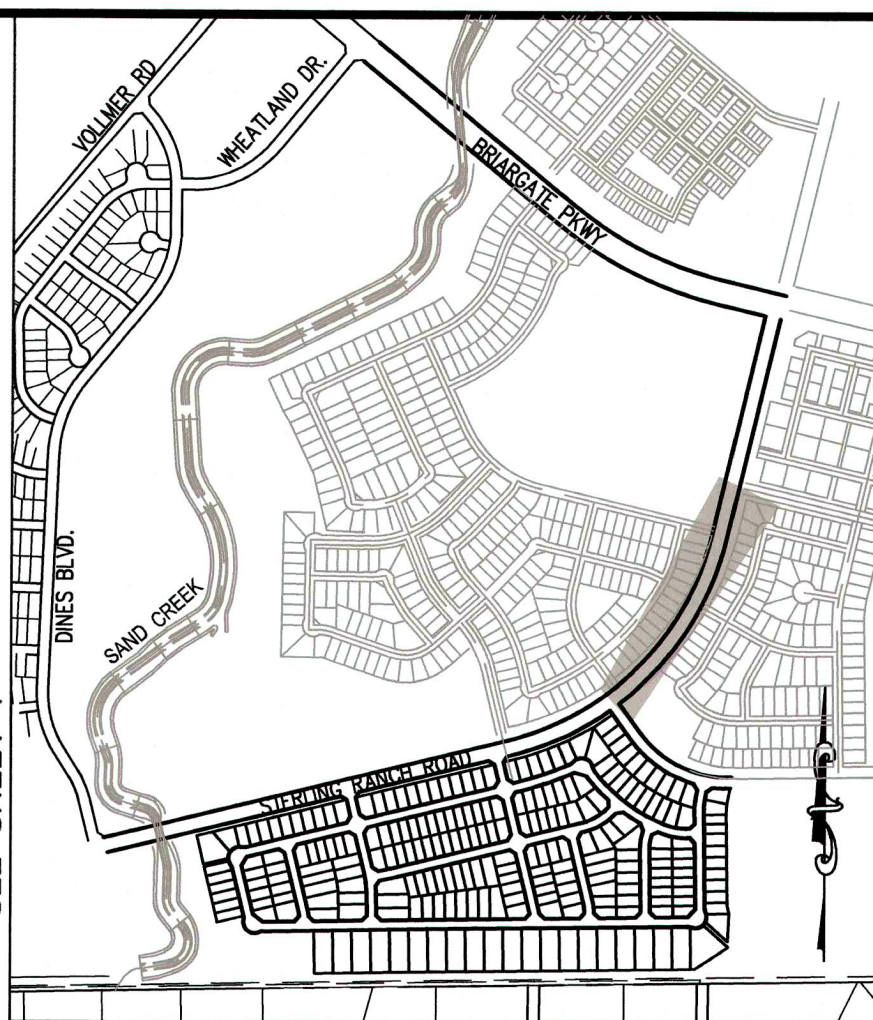 VOLLMER RD
WHEATLAND DR.
BRIARGATE PKWY
DINES BLVD.
SAND CREEK
STERLING RANCH ROAD